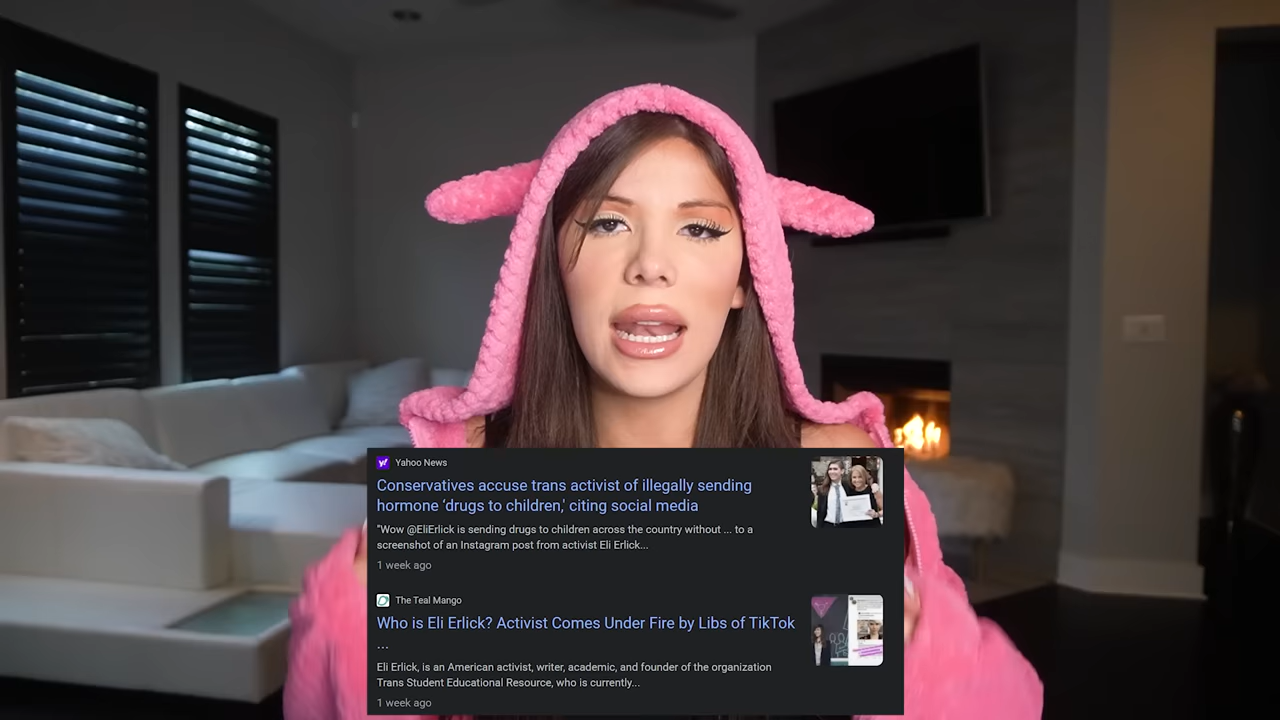 Yahoo News
Conservatives accuse trans activist of illegally sending
hormone ‘drugs to children,' citing social media
"Wow @EliErlick is sending drugs to children across the country without ... to a
screenshot of an Instagram post from activist Eli Erlick...
1 week ago
The Teal Mango
Who is Eli Erlick? Activist Comes Under Fire by Libs of TikTok
...
Eli Erlick, is an American activist, writer, academic, and founder of the organization
Trans Student Educational Resource, who is currently...
1 week ago